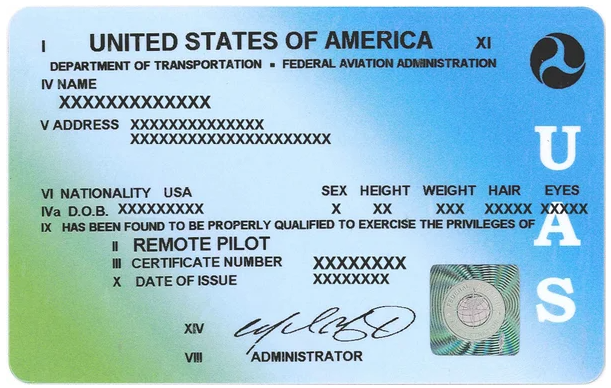 I UNITED STATES OF AMERICA XI
DEPARTMENT OF TRANSPORTATION ▪ FEDERAL AVIATION ADMINISTRATION
IV NAME
XXXXXXXXXXXXX
V ADDRESS XXXXXXXXXXXXXX
XXXXXXXXXXXXXXXXXXXXX
VI NATIONALITY USA SEX HEIGHT WEIGHT HAIR EYES
IVa D.O.B. XXXXXXXXX X XX XXX XXXXX XXXXX
IX HAS BEEN FOUND TO BE PROPERLY QUALIFIED TO EXERCISE THE PRIVILEGES OF
II REMOTE PILOT
III CERTIFICATE NUMBER XXXXXXXX
X DATE OF ISSUE XXXXXXXX
XIV
VIII ADMINISTRATOR
UAS